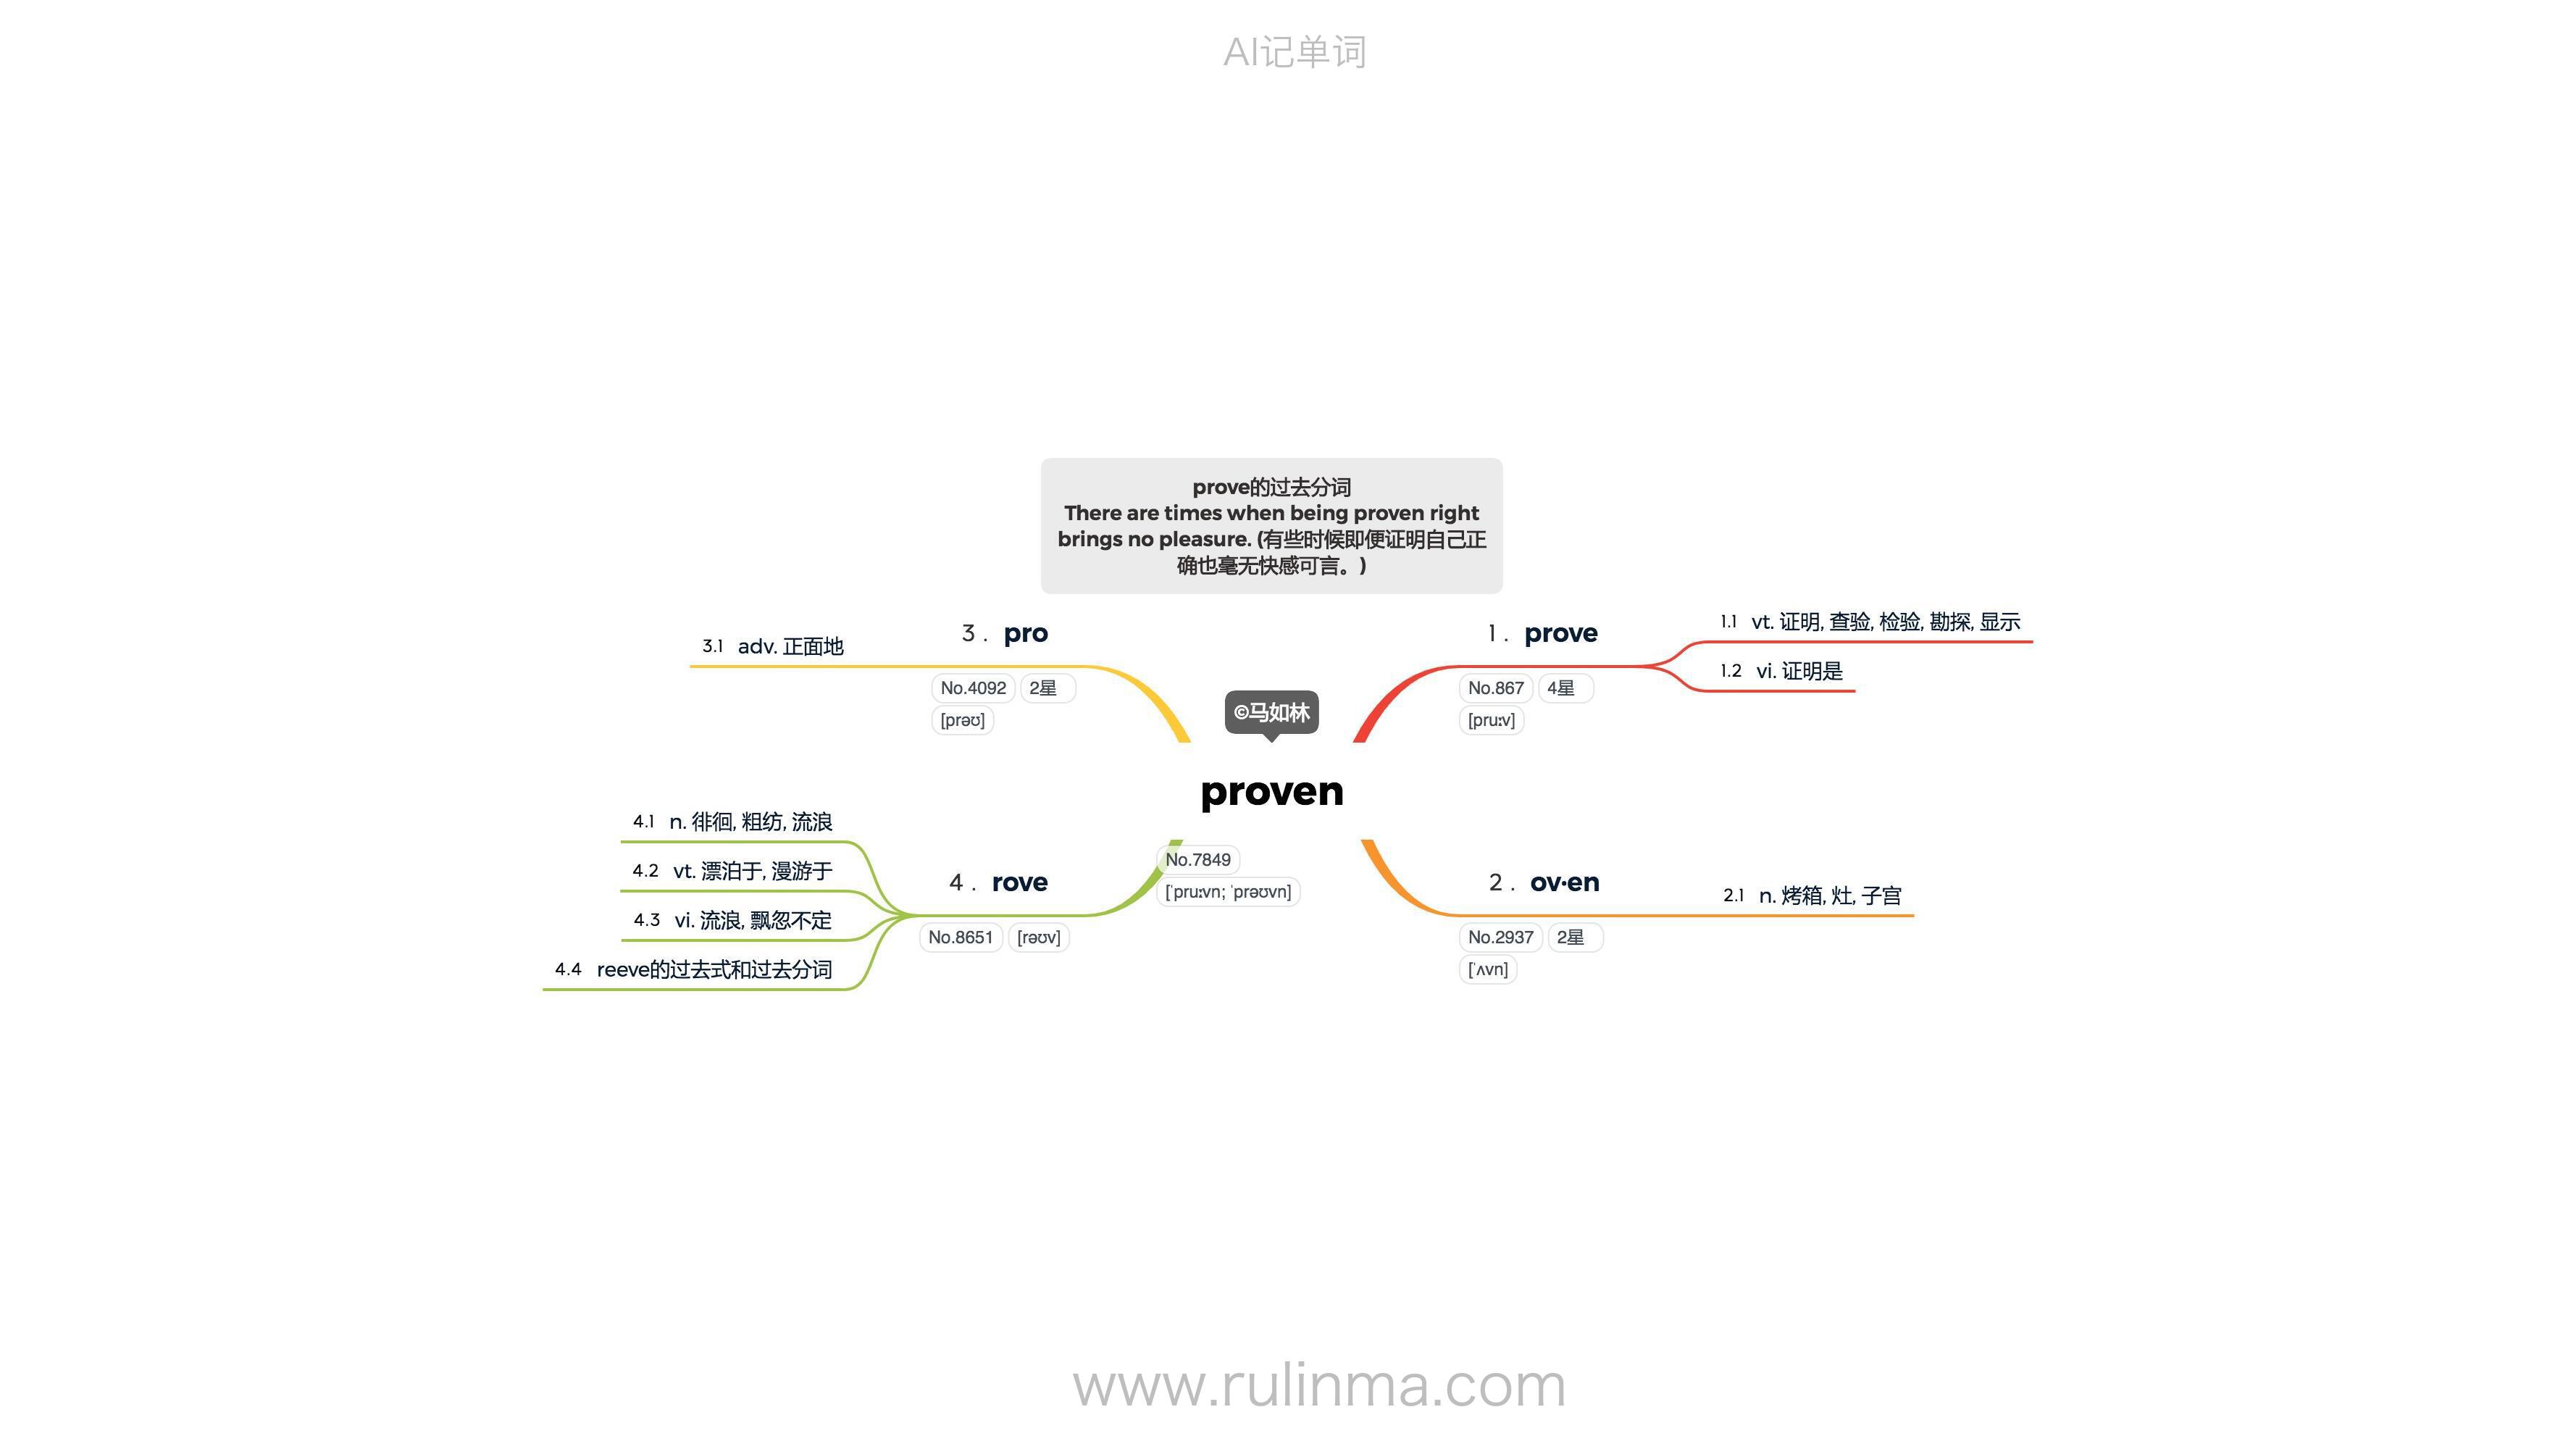 AI记单词
prove的过去分词
There are times when being proven right
brings no pleasure. (有些时候即便证明自己正
确也毫无快感可言。)
©马如林
proven
No.7849
[ˈpruːvn; ˈprəʊvn]
1. prove
No.867 4星
[pruːv]
1.1 vt. 证明, 查验, 检验, 勘探, 显示
1.2 vi. 证明是
2. ov·en
No.2937 2星
[ˈʌvn]
2.1 n. 烤箱, 灶, 子宫
3. pro
No.4092 2星
[prəʊ]
3.1 adv. 正面地
4. rove
No.8651 [rəʊv]
4.1 n. 徘徊, 粗纺, 流浪
4.2 vt. 漂泊于, 漫游于
4.3 vi. 流浪, 飘忽不定
4.4 reeve的过去式和过去分词
www.rulinma.com